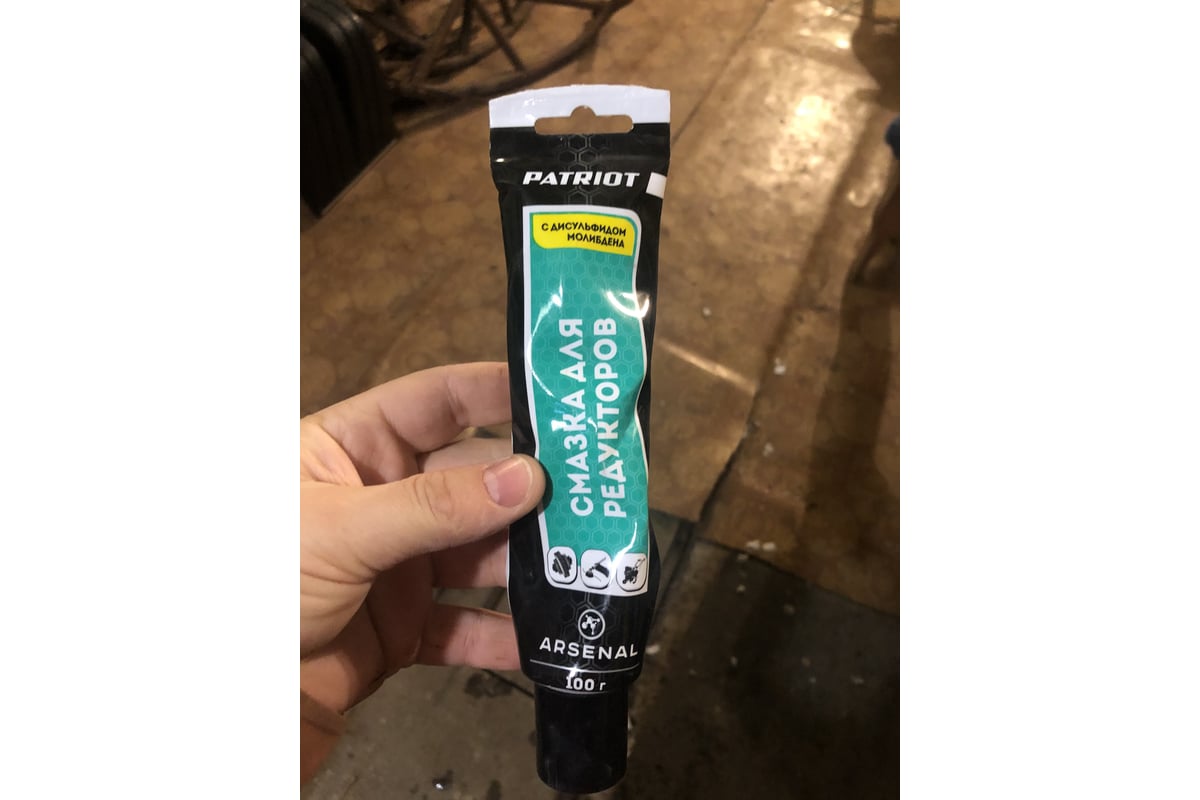 PATRIOT
С ДИСУЛЬФИДОМ
МОЛИБДЕНА
СМАЗКА ДЛЯ
РЕДУКТОРОВ
ARSENAL
100 г